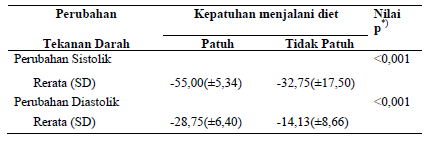 Perubahan Kepatuhan menjalani diet Nilai
p*)
Tekanan Darah Patuh Tidak Patuh
Perubahan Sistolik <0,001
Rerata (SD) -55,00(±5,34) -32,75(±17,50)
Perubahan Diastolik <0,001
Rerata (SD) -28,75(±6,40) -14,13(±8,66)